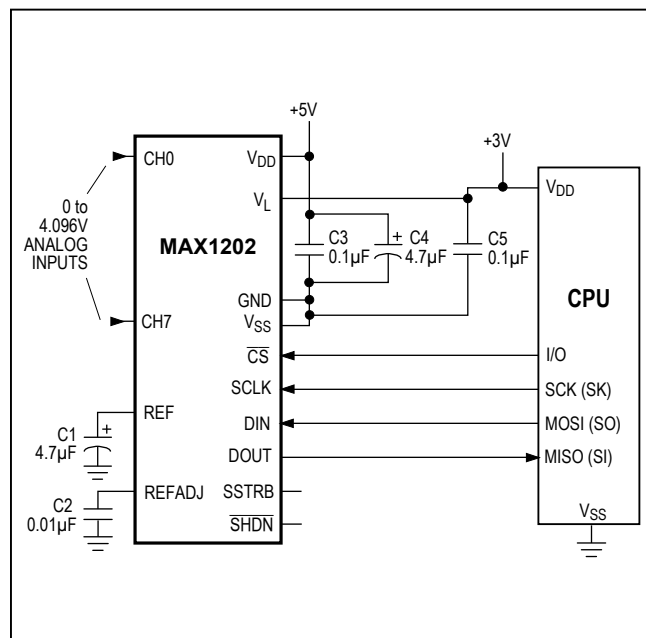 +5V
+3V
CH0
VDD
VDD
VL
0 to
4.096V
ANALOG
INPUTS
MAX1202
C3
0.1µF
+
C4
4.7µF
C5
0.1µF
CPU
GND
CH7
VSS
CS
I/O
SCLK
SCK (SK)
REF
DIN
MOSI (SO)
C1
4.7µF
+
DOUT
MISO (SI)
REFADJ
SSTRB
C2
0.01µF
SHDN
VSS